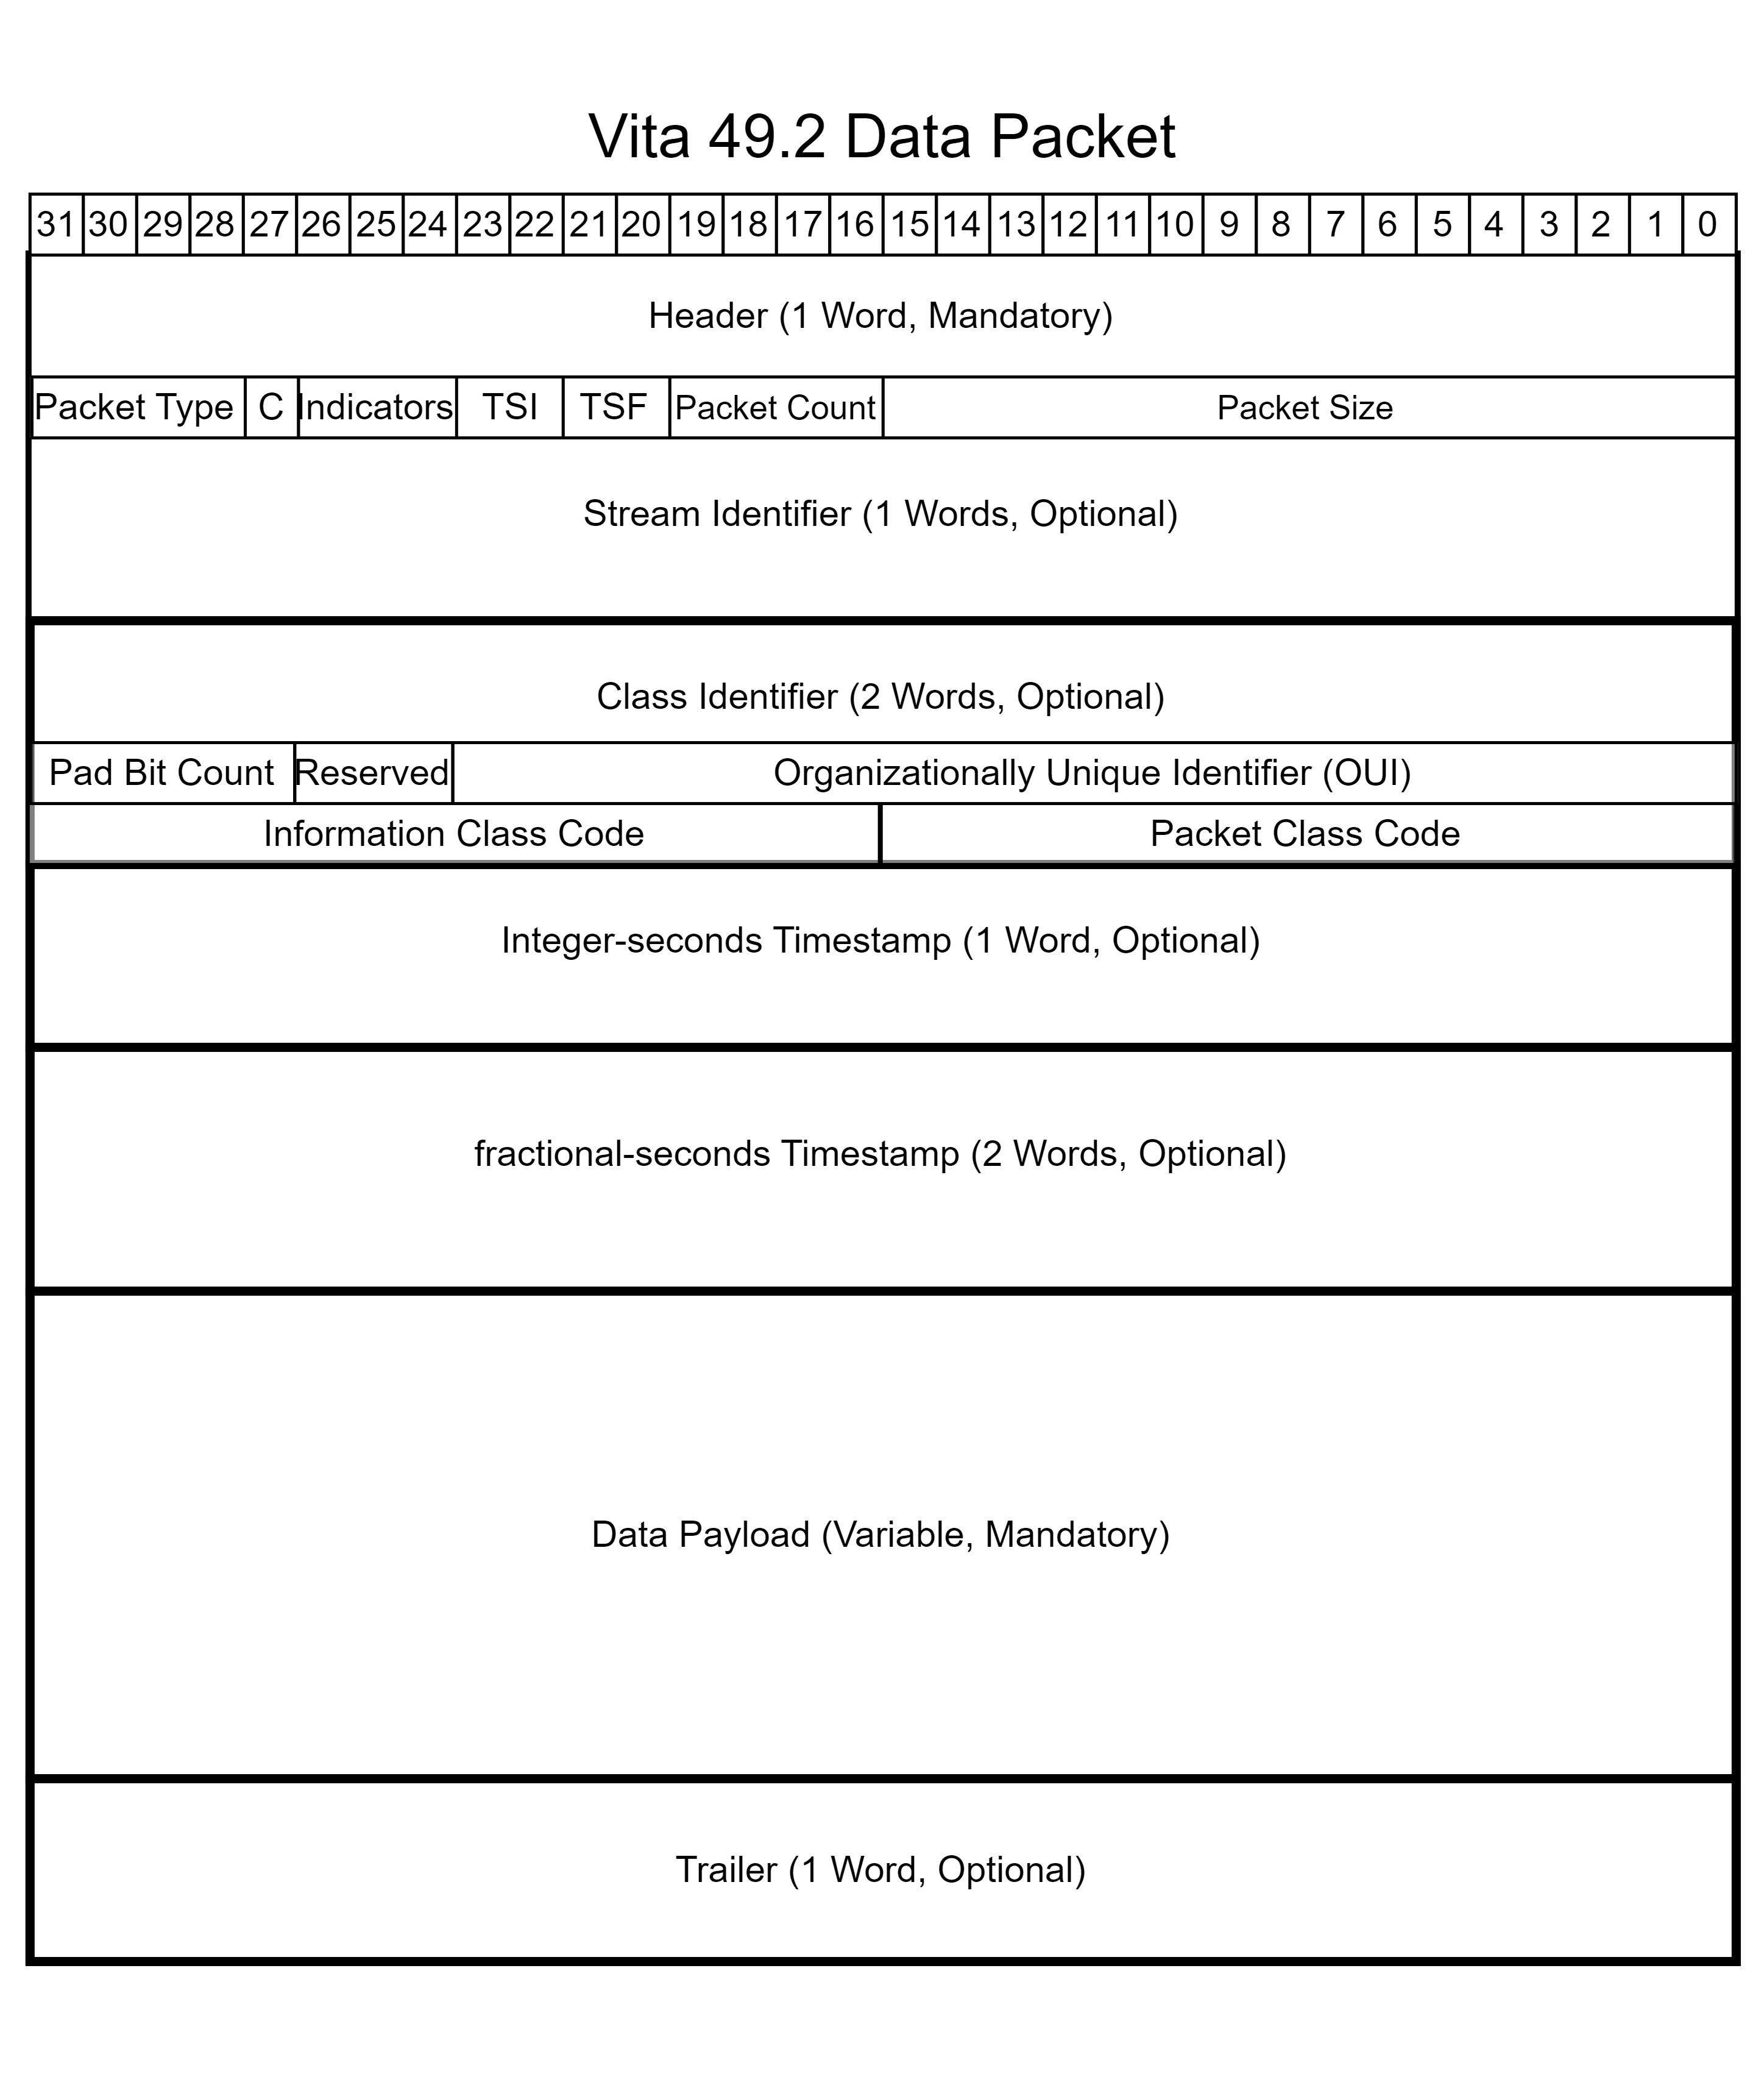 Vita 49.2 Data Packet
31 30 29 28 27 26 25 24 23 22 21 20 19 18 17 16 15 14 13 12 11 10 9 8 7 6 5 4 3 2 1 0
Header (1 Word, Mandatory)
Packet Type C Indicators TSI TSF Packet Count Packet Size
Stream Identifier (1 Words, Optional)
Class Identifier (2 Words, Optional)
Pad Bit Count Reserved Organizationally Unique Identifier (OUI)
Information Class Code Packet Class Code
Integer-seconds Timestamp (1 Word, Optional)
fractional-seconds Timestamp (2 Words, Optional)
Data Payload (Variable, Mandatory)
Trailer (1 Word, Optional)